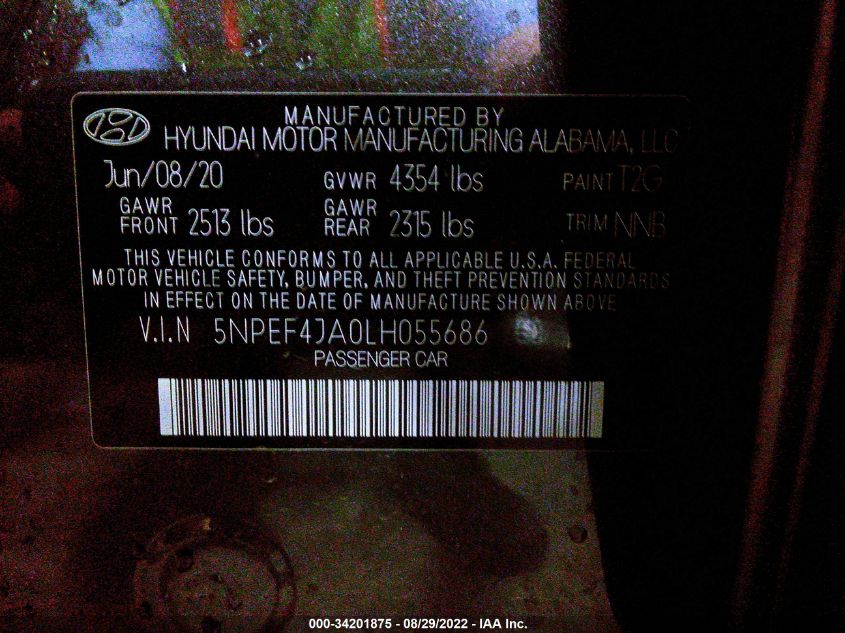 MANUFACTURED BY
HYUNDAI MOTOR MANUFACTURING ALABAMA, LLC
Jun/08/20 GVWR 4354 lbs PAINT T2G
GAWR FRONT 2513 lbs GAWR REAR 2315 lbs TRIM NNB
THIS VEHICLE CONFORMS TO ALL APPLICABLE U.S.A. FEDERAL
MOTOR VEHICLE SAFETY, BUMPER, AND THEFT PREVENTION STANDARDS
IN EFFECT ON THE DATE OF MANUFACTURE SHOWN ABOVE
V.I.N 5NPEF4JA0LH055686
PASSENGER CAR
000-34201875 - 08/29/2022 - IAA Inc.